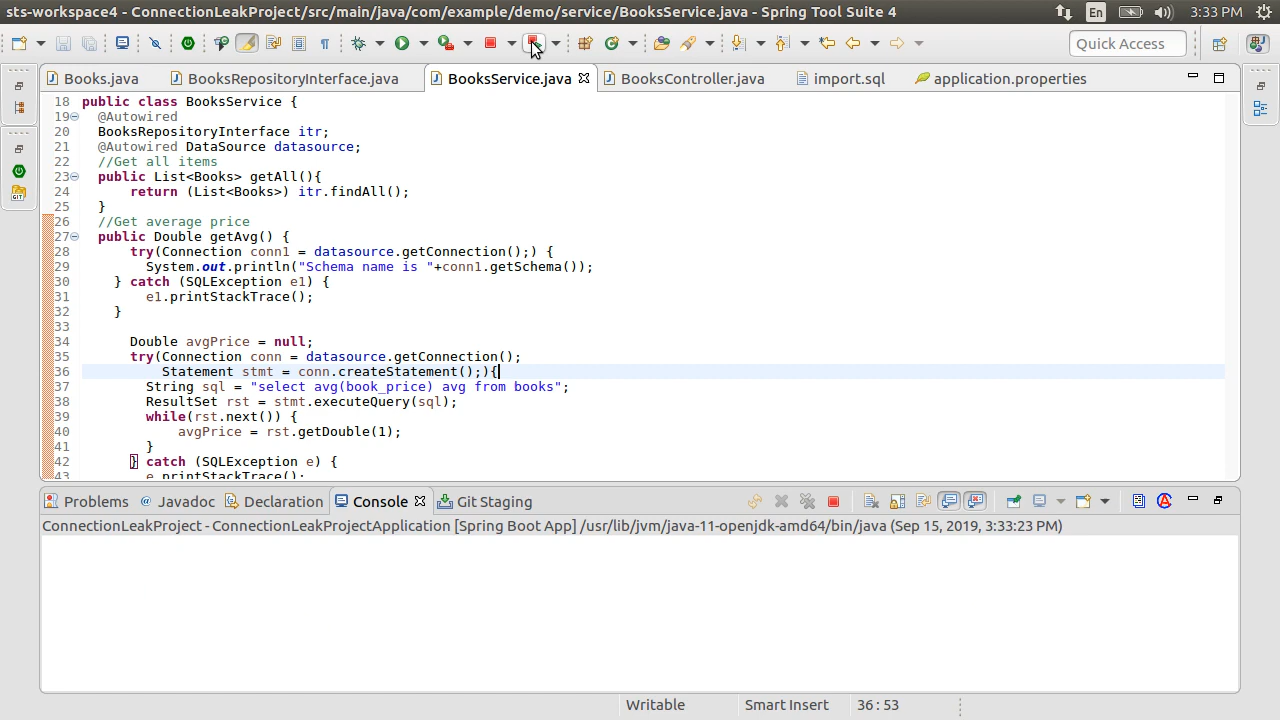 sts-workspace4 - ConnectionLeakProject/src/main/java/com/example/demo/service/BooksService.java - Spring Tool Suite 4
En
3:33 PM
Quick Access
Books.java
BooksRepositoryInterface.java
BooksService.java
BooksController.java
import.sql
application.properties
18 public class BooksService {
19 @Autowired
20 BooksRepositoryInterface itr;
21 @Autowired DataSource datasource;
22 //Get all items
23 public List<Books> getAll(){
24 return (List<Books>) itr.findAll();
25 }
26 //Get average price
27 public Double getAvg() {
28 try(Connection conn1 = datasource.getConnection();) {
29 System.out.println("Schema name is "+conn1.getSchema());
30 } catch (SQLException e1) {
31 e1.printStackTrace();
32 }
33
34 Double avgPrice = null;
35 try(Connection conn = datasource.getConnection();
36 Statement stmt = conn.createStatement();){
37 String sql = "select avg(book_price) avg from books";
38 ResultSet rst = stmt.executeQuery(sql);
39 while(rst.next()) {
40 avgPrice = rst.getDouble(1);
41 }
42 } catch (SQLException e) {
43 e.printStackTrace();
Problems
Javadoc
Declaration
Console
Git Staging
ConnectionLeakProject - ConnectionLeakProjectApplication [Spring Boot App] /usr/lib/jvm/java-11-openjdk-amd64/bin/java (Sep 15, 2019, 3:33:23 PM)
Writable
Smart Insert
36 : 53